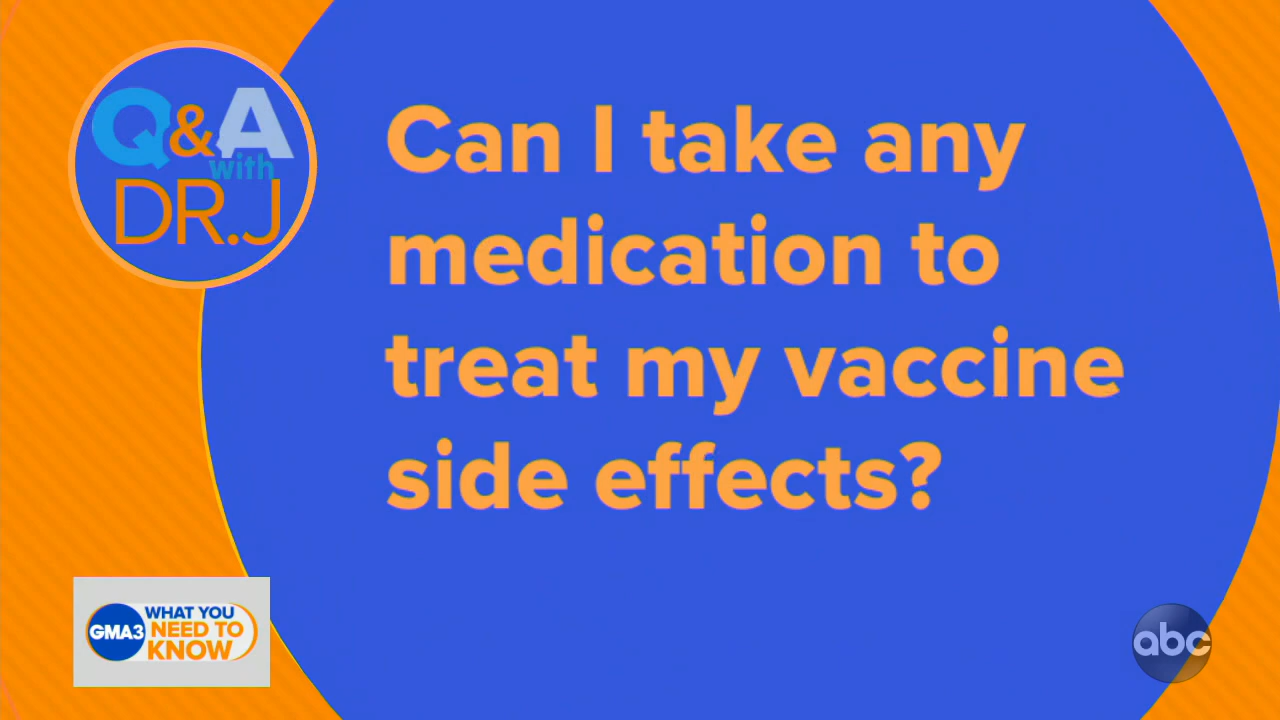 Q&A
with
DR.J
Can I take any
medication to
treat my vaccine
side effects?
GMA3
WHAT YOU
NEED TO
KNOW
abc